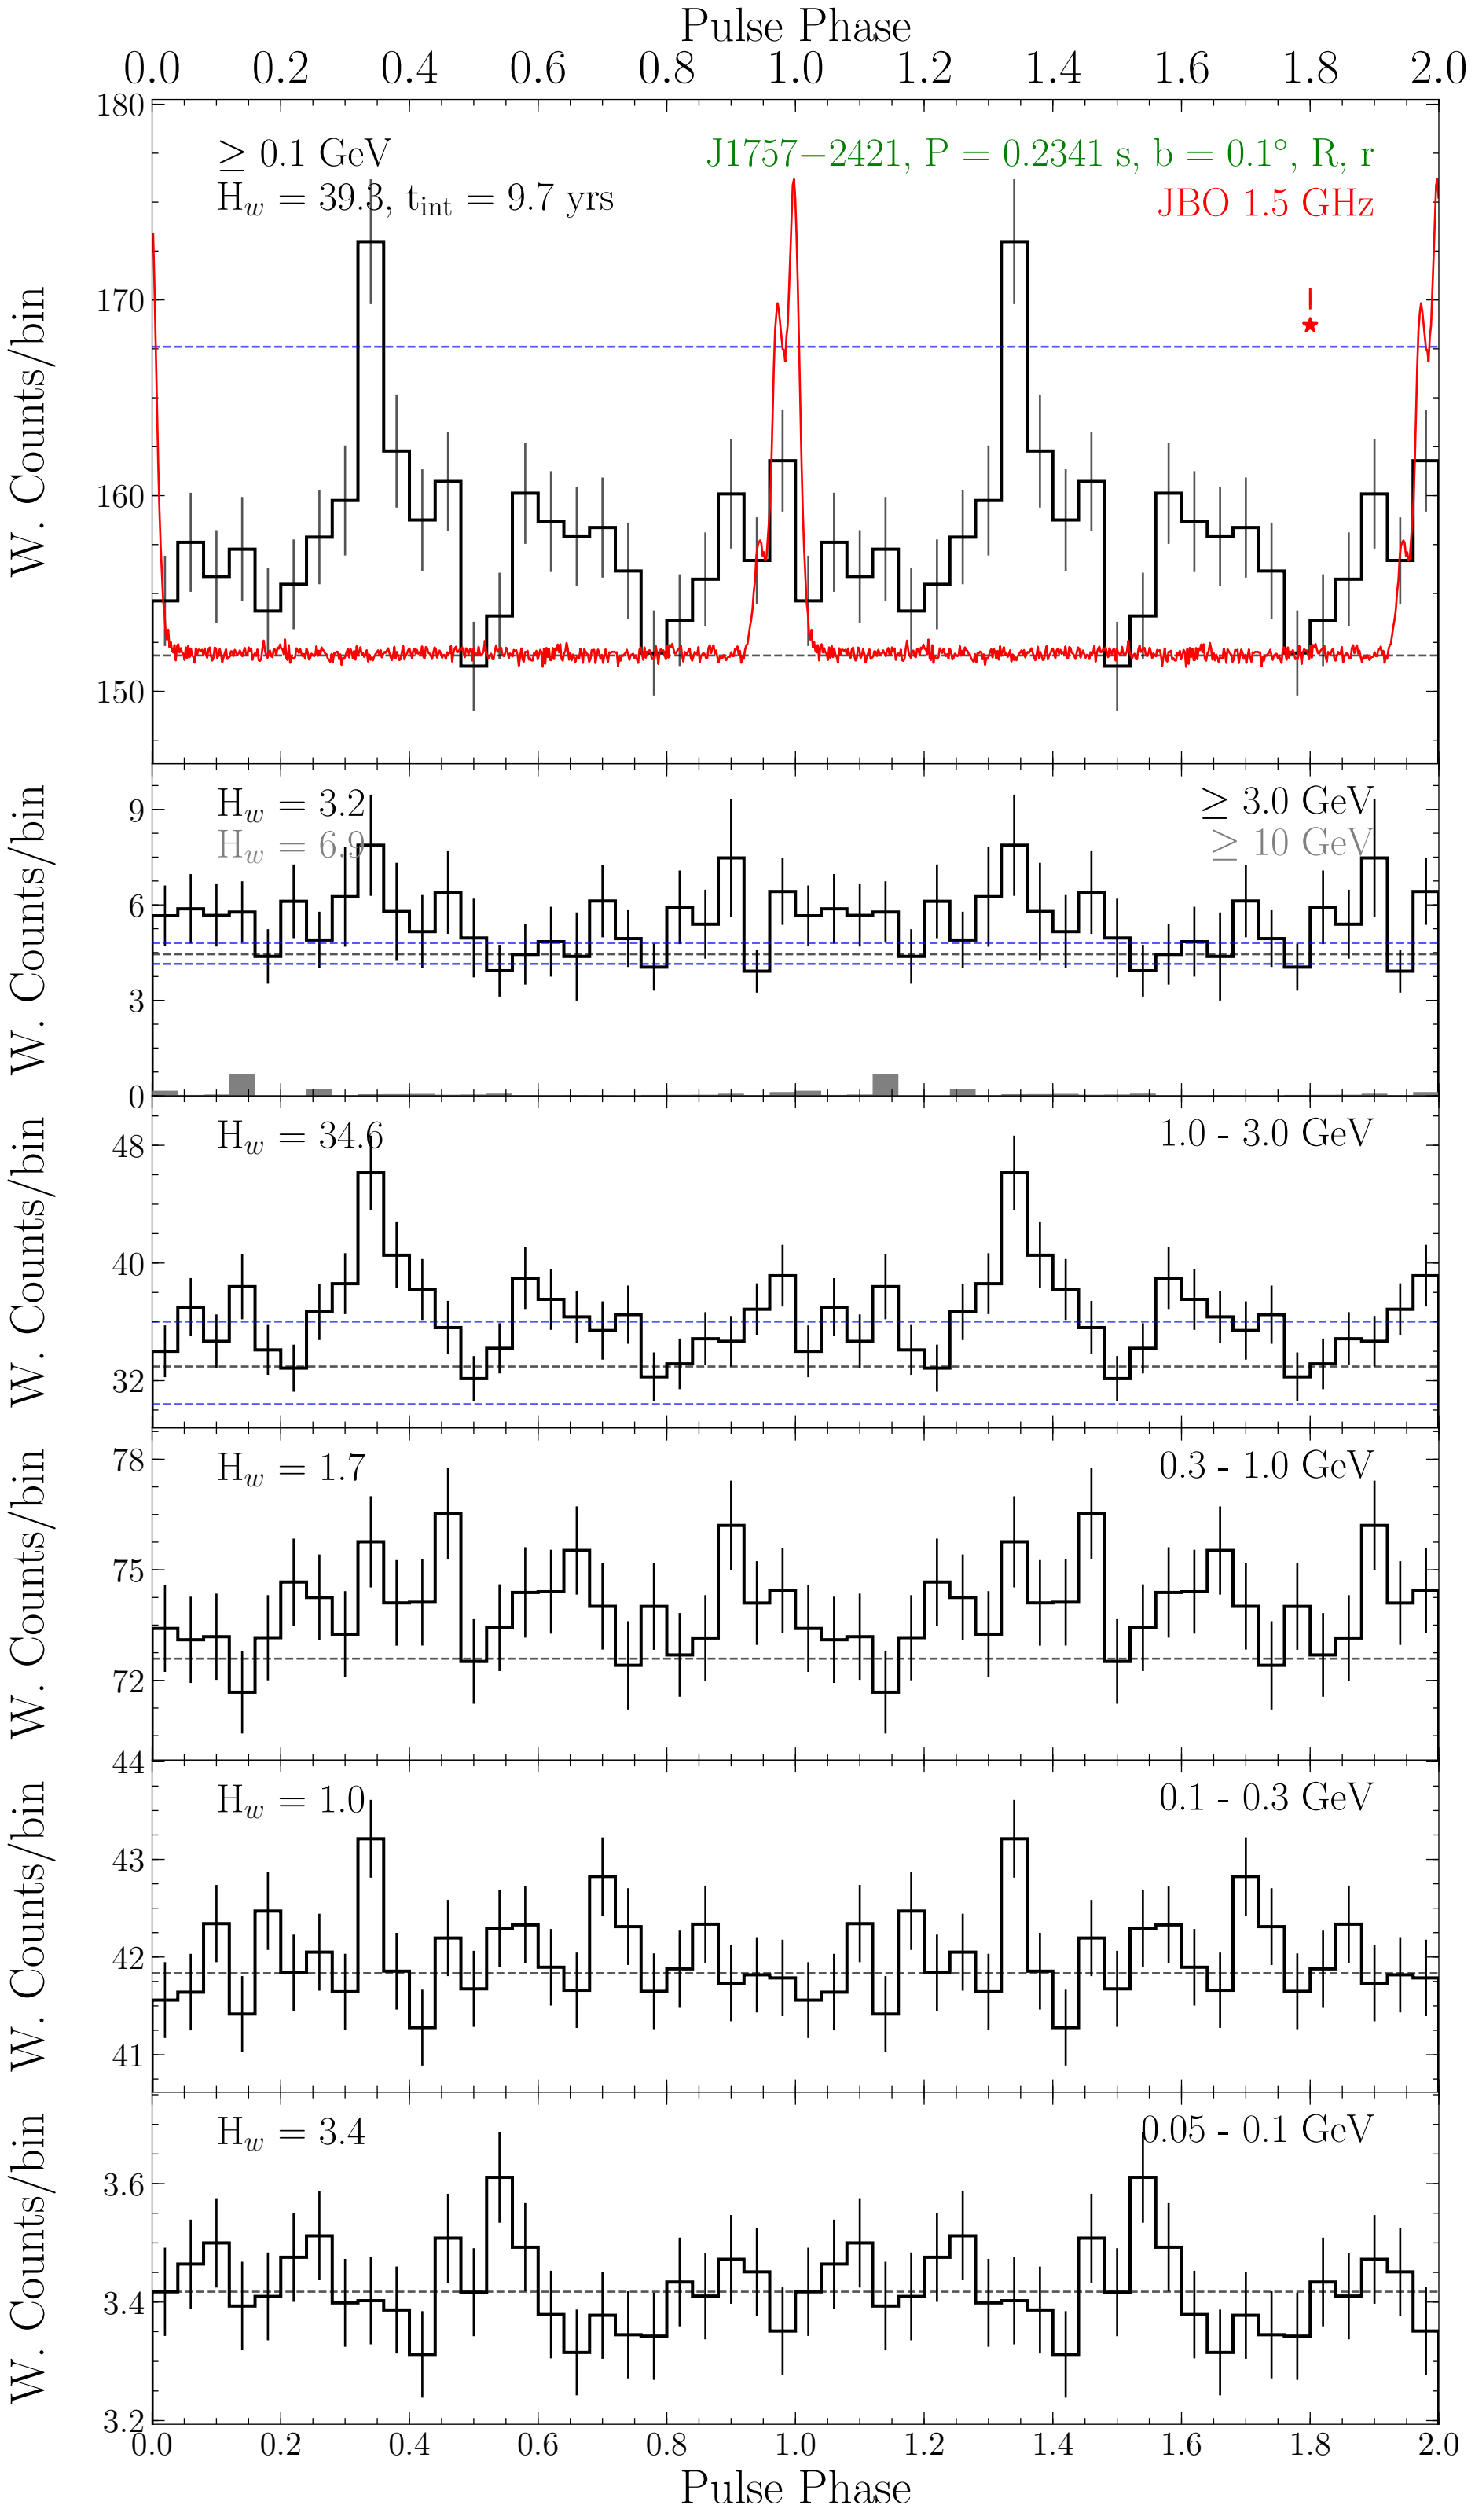 Pulse Phase
0.0 0.2 0.4 0.6 0.8 1.0 1.2 1.4 1.6 1.8 2.0
180
≥ 0.1 GeV J1757−2421, P = 0.2341 s, b = 0.1°, R, r
H_w = 39.3, t_int = 9.7 yrs JBO 1.5 GHz
170
160
150
W. Counts/bin
H_w = 3.2 ≥ 3.0 GeV
H_w = 6.9 ≥ 10 GeV
9
6
3
0
W. Counts/bin
H_w = 34.6 1.0 - 3.0 GeV
48
40
32
W. Counts/bin
H_w = 1.7 0.3 - 1.0 GeV
78
75
72
W. Counts/bin
44
H_w = 1.0 0.1 - 0.3 GeV
43
42
41
W. Counts/bin
H_w = 3.4 0.05 - 0.1 GeV
3.6
3.4
3.2
W. Counts/bin
0.0 0.2 0.4 0.6 0.8 1.0 1.2 1.4 1.6 1.8 2.0
Pulse Phase